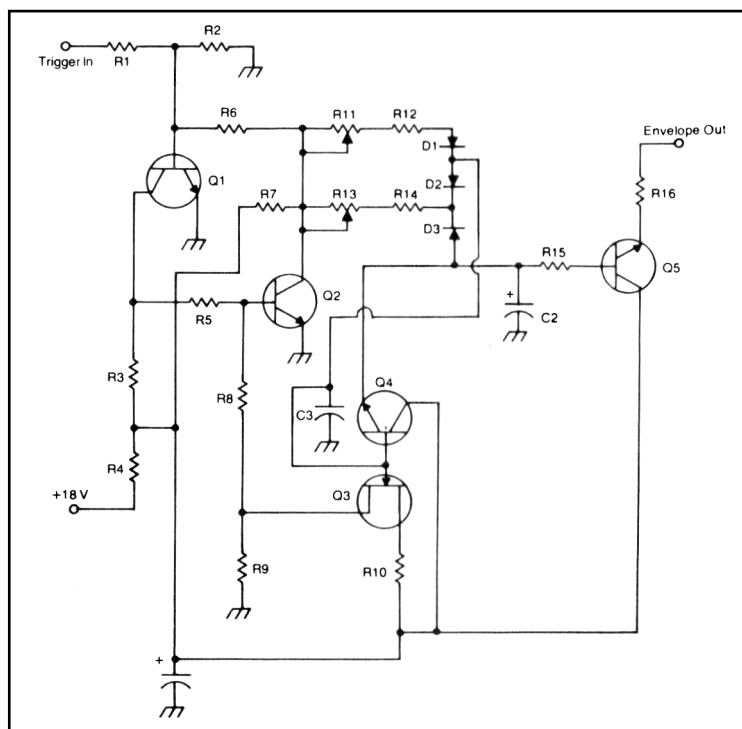 R2
Trigger In
R1
R6
R11
R12
Envelope Out
D1
Q1
D2
R16
R7
R13
R14
D3
R15
Q5
Q2
+
R5
C2
R3
Q4
R8
C3
R4
Q3
+18 V
R9
R10
+